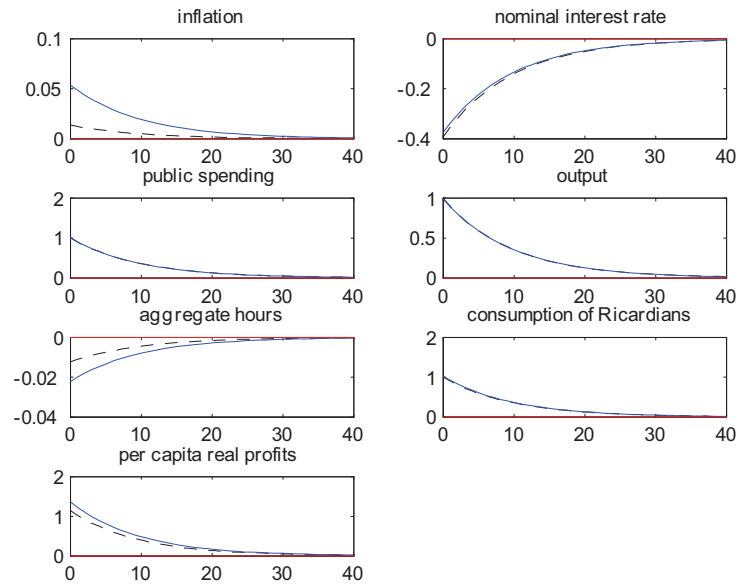 inflation
0.1
0.05
0
0 10 20 30 40
nominal interest rate
0
-0.2
-0.4
0 10 20 30 40
public spending
2
1
0
0 10 20 30 40
output
1
0.5
0
0 10 20 30 40
aggregate hours
0
-0.02
-0.04
0 10 20 30 40
consumption of Ricardians
2
1
0
0 10 20 30 40
per capita real profits
2
1
0
0 10 20 30 40